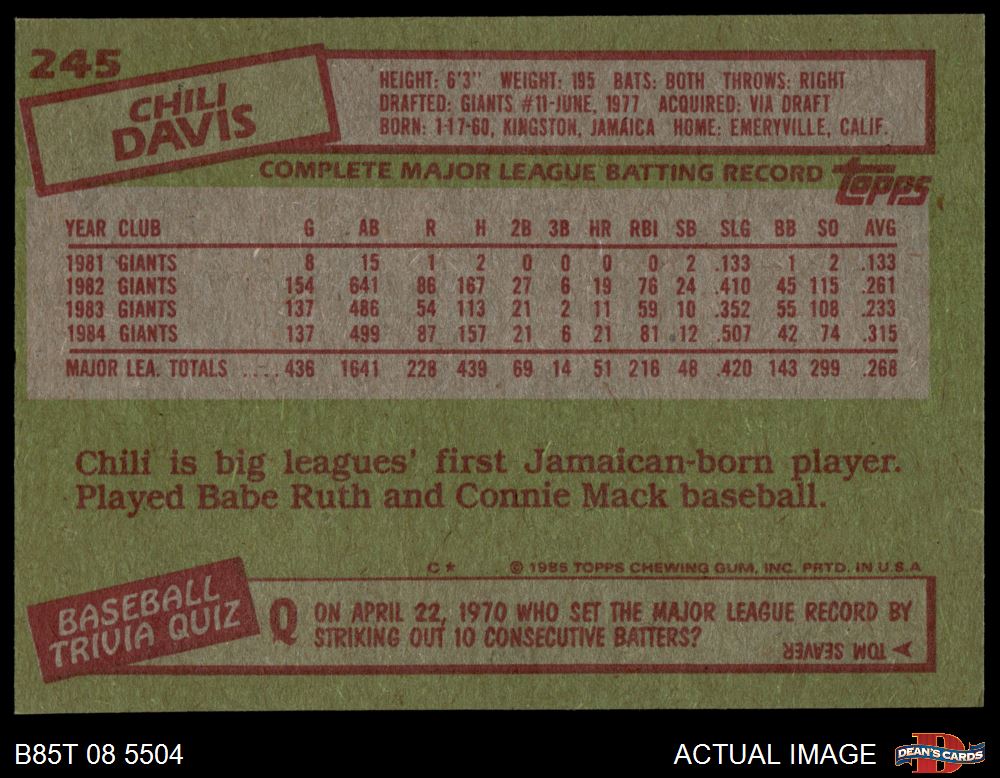 245
CHILI
DAVIS
HEIGHT: 6'3" WEIGHT: 195 BATS: BOTH THROWS: RIGHT
DRAFTED: GIANTS #11-JUNE, 1977 ACQUIRED: VIA DRAFT
BORN: 1-17-60, KINGSTON, JAMAICA HOME: EMERYVILLE, CALIF.
COMPLETE MAJOR LEAGUE BATTING RECORD topps
YEAR CLUB G AB R H 2B 3B HR RBI SB SLG BB SO AVG
1981 GIANTS 8 15 1 2 0 0 0 0 2 .133 1 2 .133
1982 GIANTS 154 641 86 167 27 6 19 76 24 .410 45 115 .261
1983 GIANTS 137 486 54 113 21 2 11 59 10 .352 55 108 .233
1984 GIANTS 137 499 87 157 21 6 21 81 12 .507 42 74 .315
MAJOR LEA. TOTALS ..... 436 1641 228 439 69 14 51 216 48 .420 143 299 .268
Chili is big leagues' first Jamaican-born player.
Played Babe Ruth and Connie Mack baseball.
C* © 1985 TOPPS CHEWING GUM, INC. PRTD. IN U.S.A
BASEBALL
TRIVIA QUIZ
Q ON APRIL 22, 1970 WHO SET THE MAJOR LEAGUE RECORD BY
STRIKING OUT 10 CONSECUTIVE BATTERS?
TOM SEAVER
B85T 08 5504 ACTUAL IMAGE DEAN'S CARDS